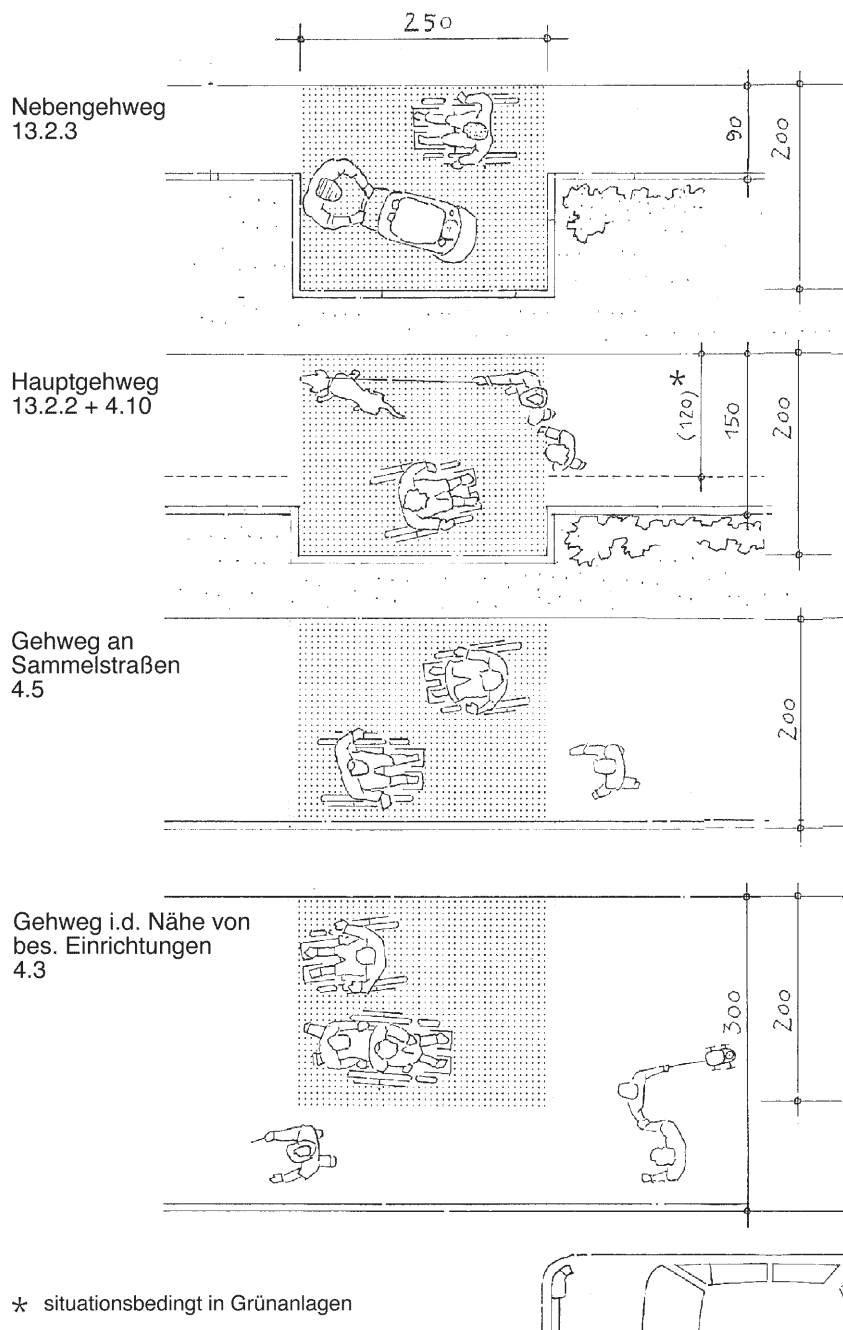 250
Nebengehweg
13.2.3
90
200
Hauptgehweg
13.2.2 + 4.10
(120)*
150
200
Gehweg an
Sammelstraßen
4.5
200
Gehweg i.d. Nähe von
bes. Einrichtungen
4.3
300
200
* situationsbedingt in Grünanlagen